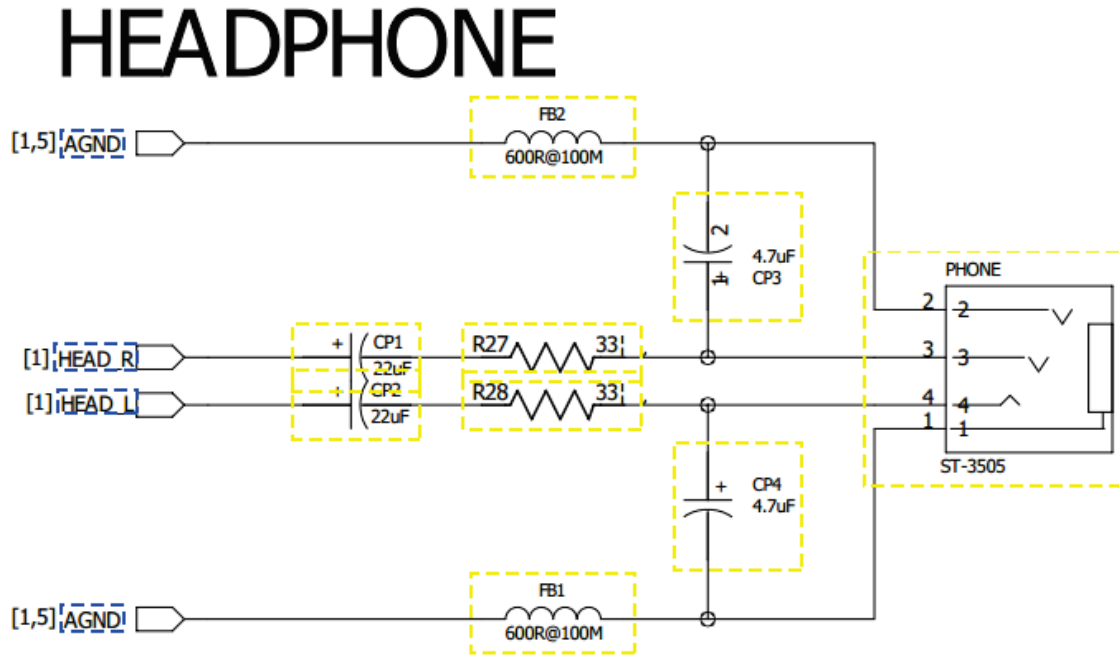 HEADPHONE
FB2
[1,5] AGND
600R@100M
2
4.7uF
1+
CP3
PHONE
2 2
[1] HEAD_R
+ CP1
22uF
R27 33
3 3
[1] HEAD_L
+ CP2
22uF
R28 33
4 4
1 1
ST-3505
+ CP4
4.7uF
FB1
[1,5] AGND
600R@100M